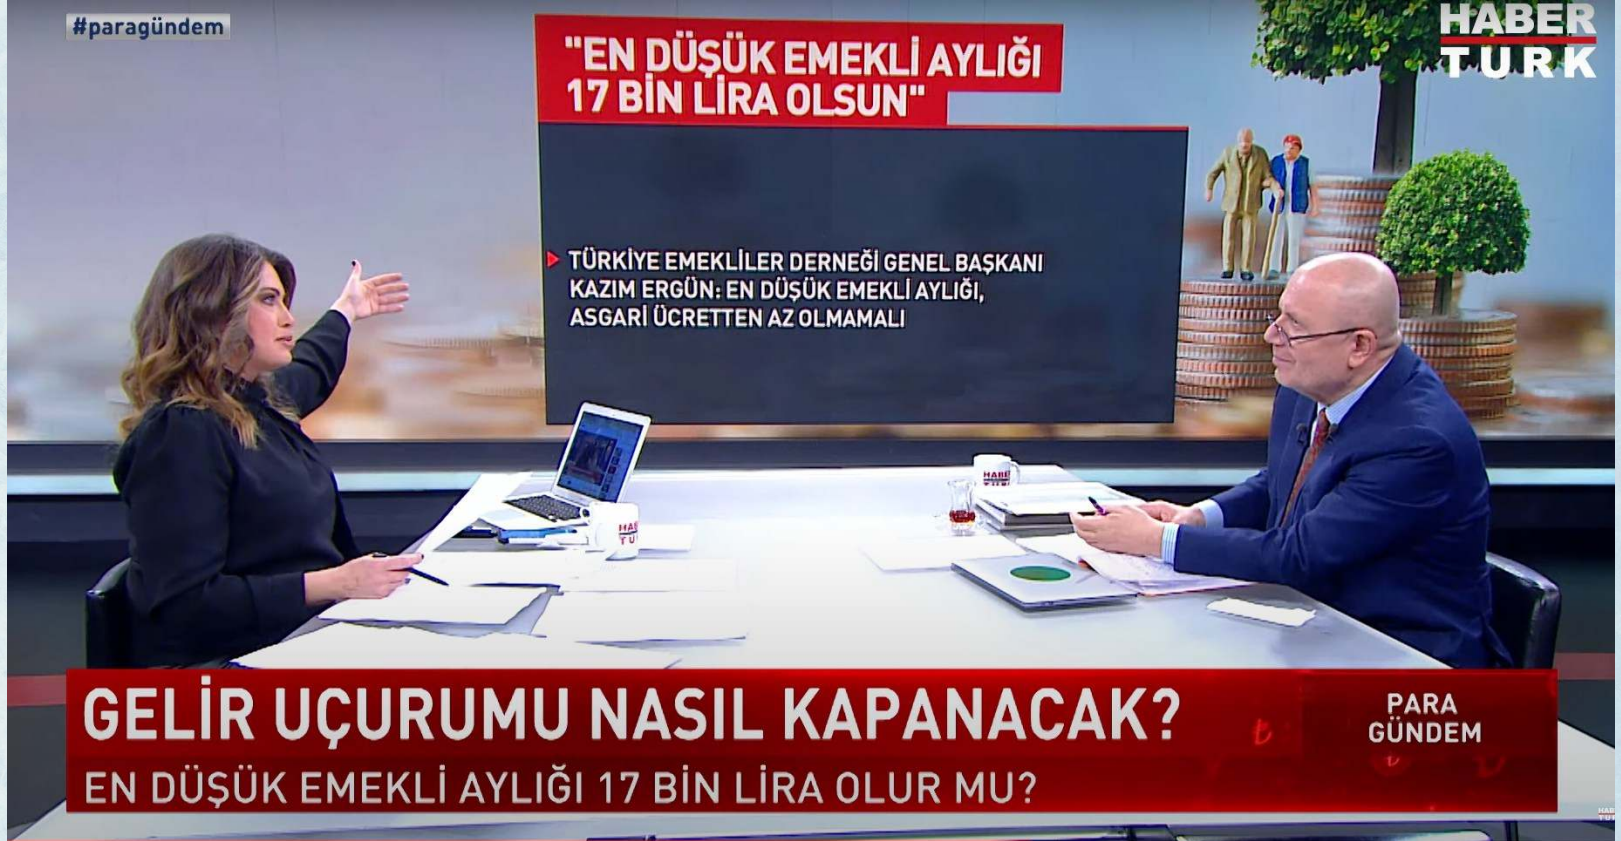 #paragündem
HABER
TURK
"EN DÜŞÜK EMEKLİ AYLIĞI
17 BİN LİRA OLSUN"
TÜRKİYE EMEKLİLER DERNEĞİ GENEL BAŞKANI
KAZIM ERGÜN: EN DÜŞÜK EMEKLİ AYLIĞI,
ASGARİ ÜCRETTEN AZ OLMAMALI
GELİR UÇURUMU NASIL KAPANACAK?
EN DÜŞÜK EMEKLİ AYLIĞI 17 BİN LİRA OLUR MU?
PARA
GÜNDEM